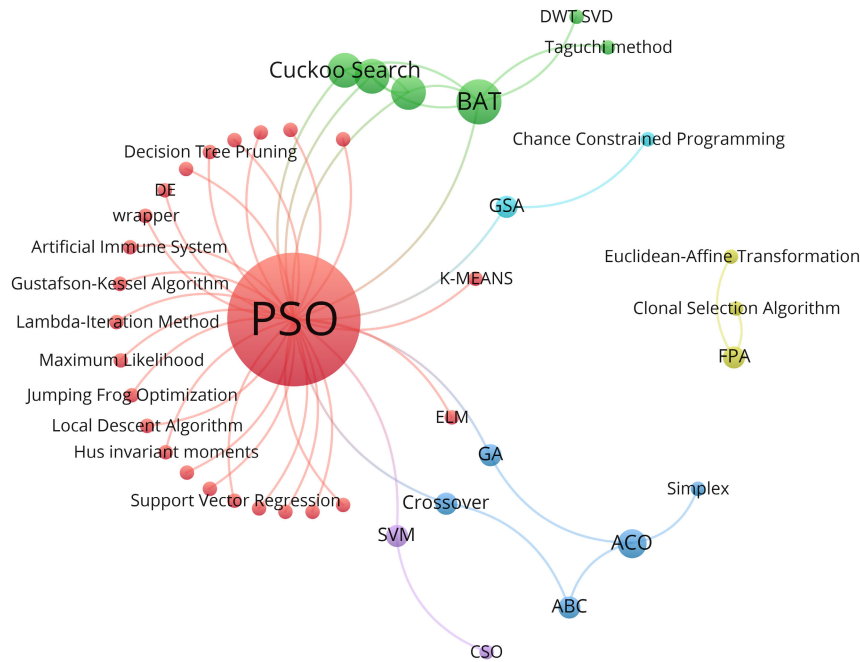 DWT SVD
Taguchi method
Cuckoo Search
BAT
Chance Constrained Programming
Decision Tree Pruning
DE
GSA
wrapper
Artificial Immune System
Euclidean-Affine Transformation
K-MEANS
Gustafson-Kessel Algorithm
Clonal Selection Algorithm
PSO
Lambda-Iteration Method
FPA
Maximum Likelihood
Jumping Frog Optimization
ELM
Local Descent Algorithm
Hus invariant moments
GA
Simplex
Support Vector Regression
Crossover
SVM
ACO
ABC
CSO